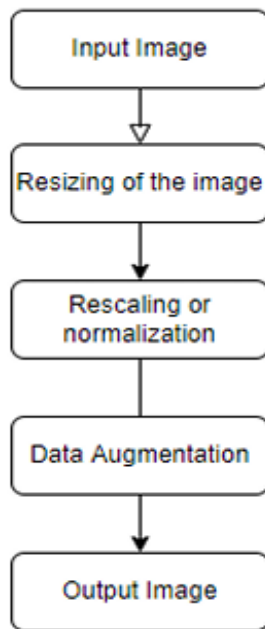 Input Image
Resizing of the image
Rescaling or
normalization
Data Augmentation
Output Image